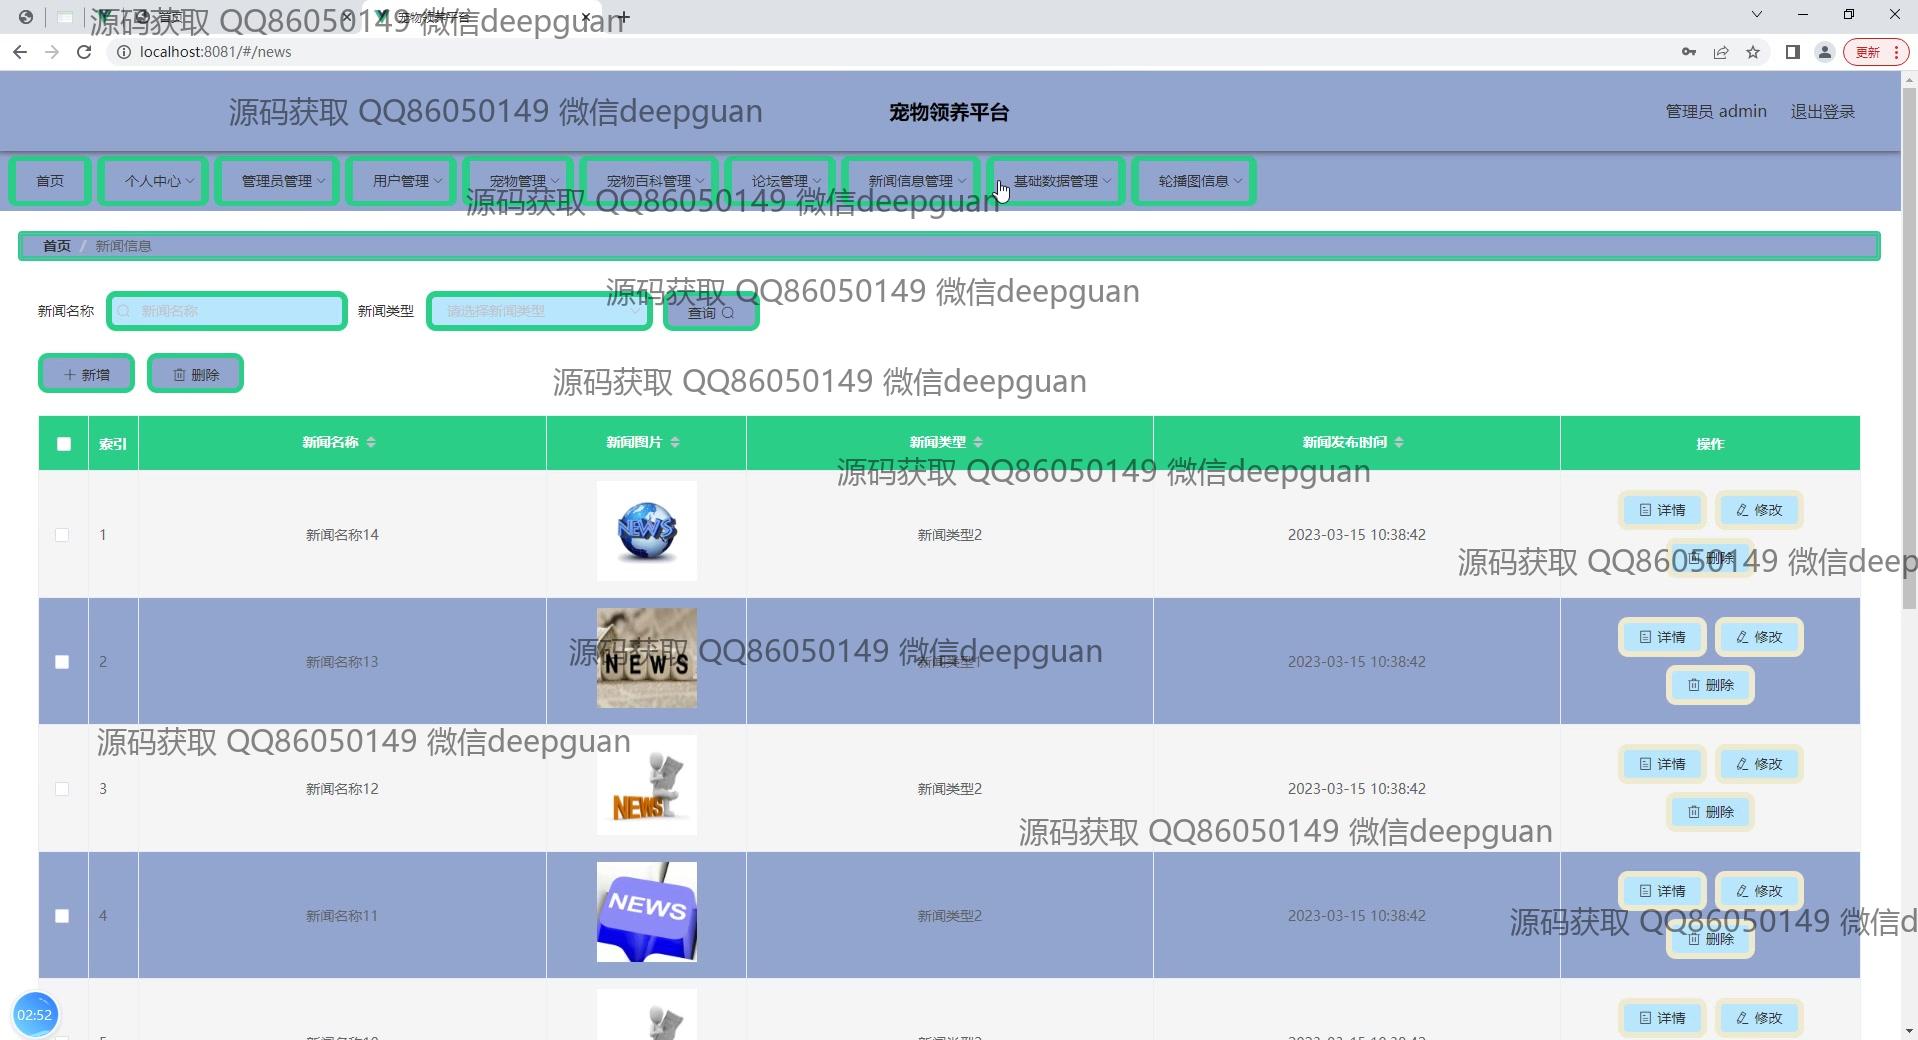 宠物领养平台
源码获取 QQ86050149 微信deepguan
localhost:8081/#/news
更新
源码获取 QQ86050149 微信deepguan
宠物领养平台
管理员 admin
退出登录
首页
个人中心
管理员管理
用户管理
宠物管理
宠物百科管理
论坛管理
新闻信息管理
基础数据管理
轮播图信息
源码获取 QQ86050149 微信deepguan
首页 / 新闻信息
源码获取 QQ86050149 微信deepguan
新闻名称
新闻名称
新闻类型
请选择新闻类型
查询
新增
删除
源码获取 QQ86050149 微信deepguan
索引
新闻名称
新闻图片
新闻类型
新闻发布时间
操作
源码获取 QQ86050149 微信deepguan
1
新闻名称14
NEWS
新闻类型2
2023-03-15 10:38:42
详情
修改
删除
源码获取 QQ86050149 微信deep
2
新闻名称13
NEWS
新闻类型1
2023-03-15 10:38:42
详情
修改
删除
源码获取 QQ86050149 微信deepguan
源码获取 QQ86050149 微信deepguan
3
新闻名称12
NEWS
新闻类型2
2023-03-15 10:38:42
详情
修改
删除
源码获取 QQ86050149 微信deepguan
4
新闻名称11
NEWS
新闻类型2
2023-03-15 10:38:42
详情
修改
删除
源码获取 QQ86050149 微信d
详情
修改
02:52